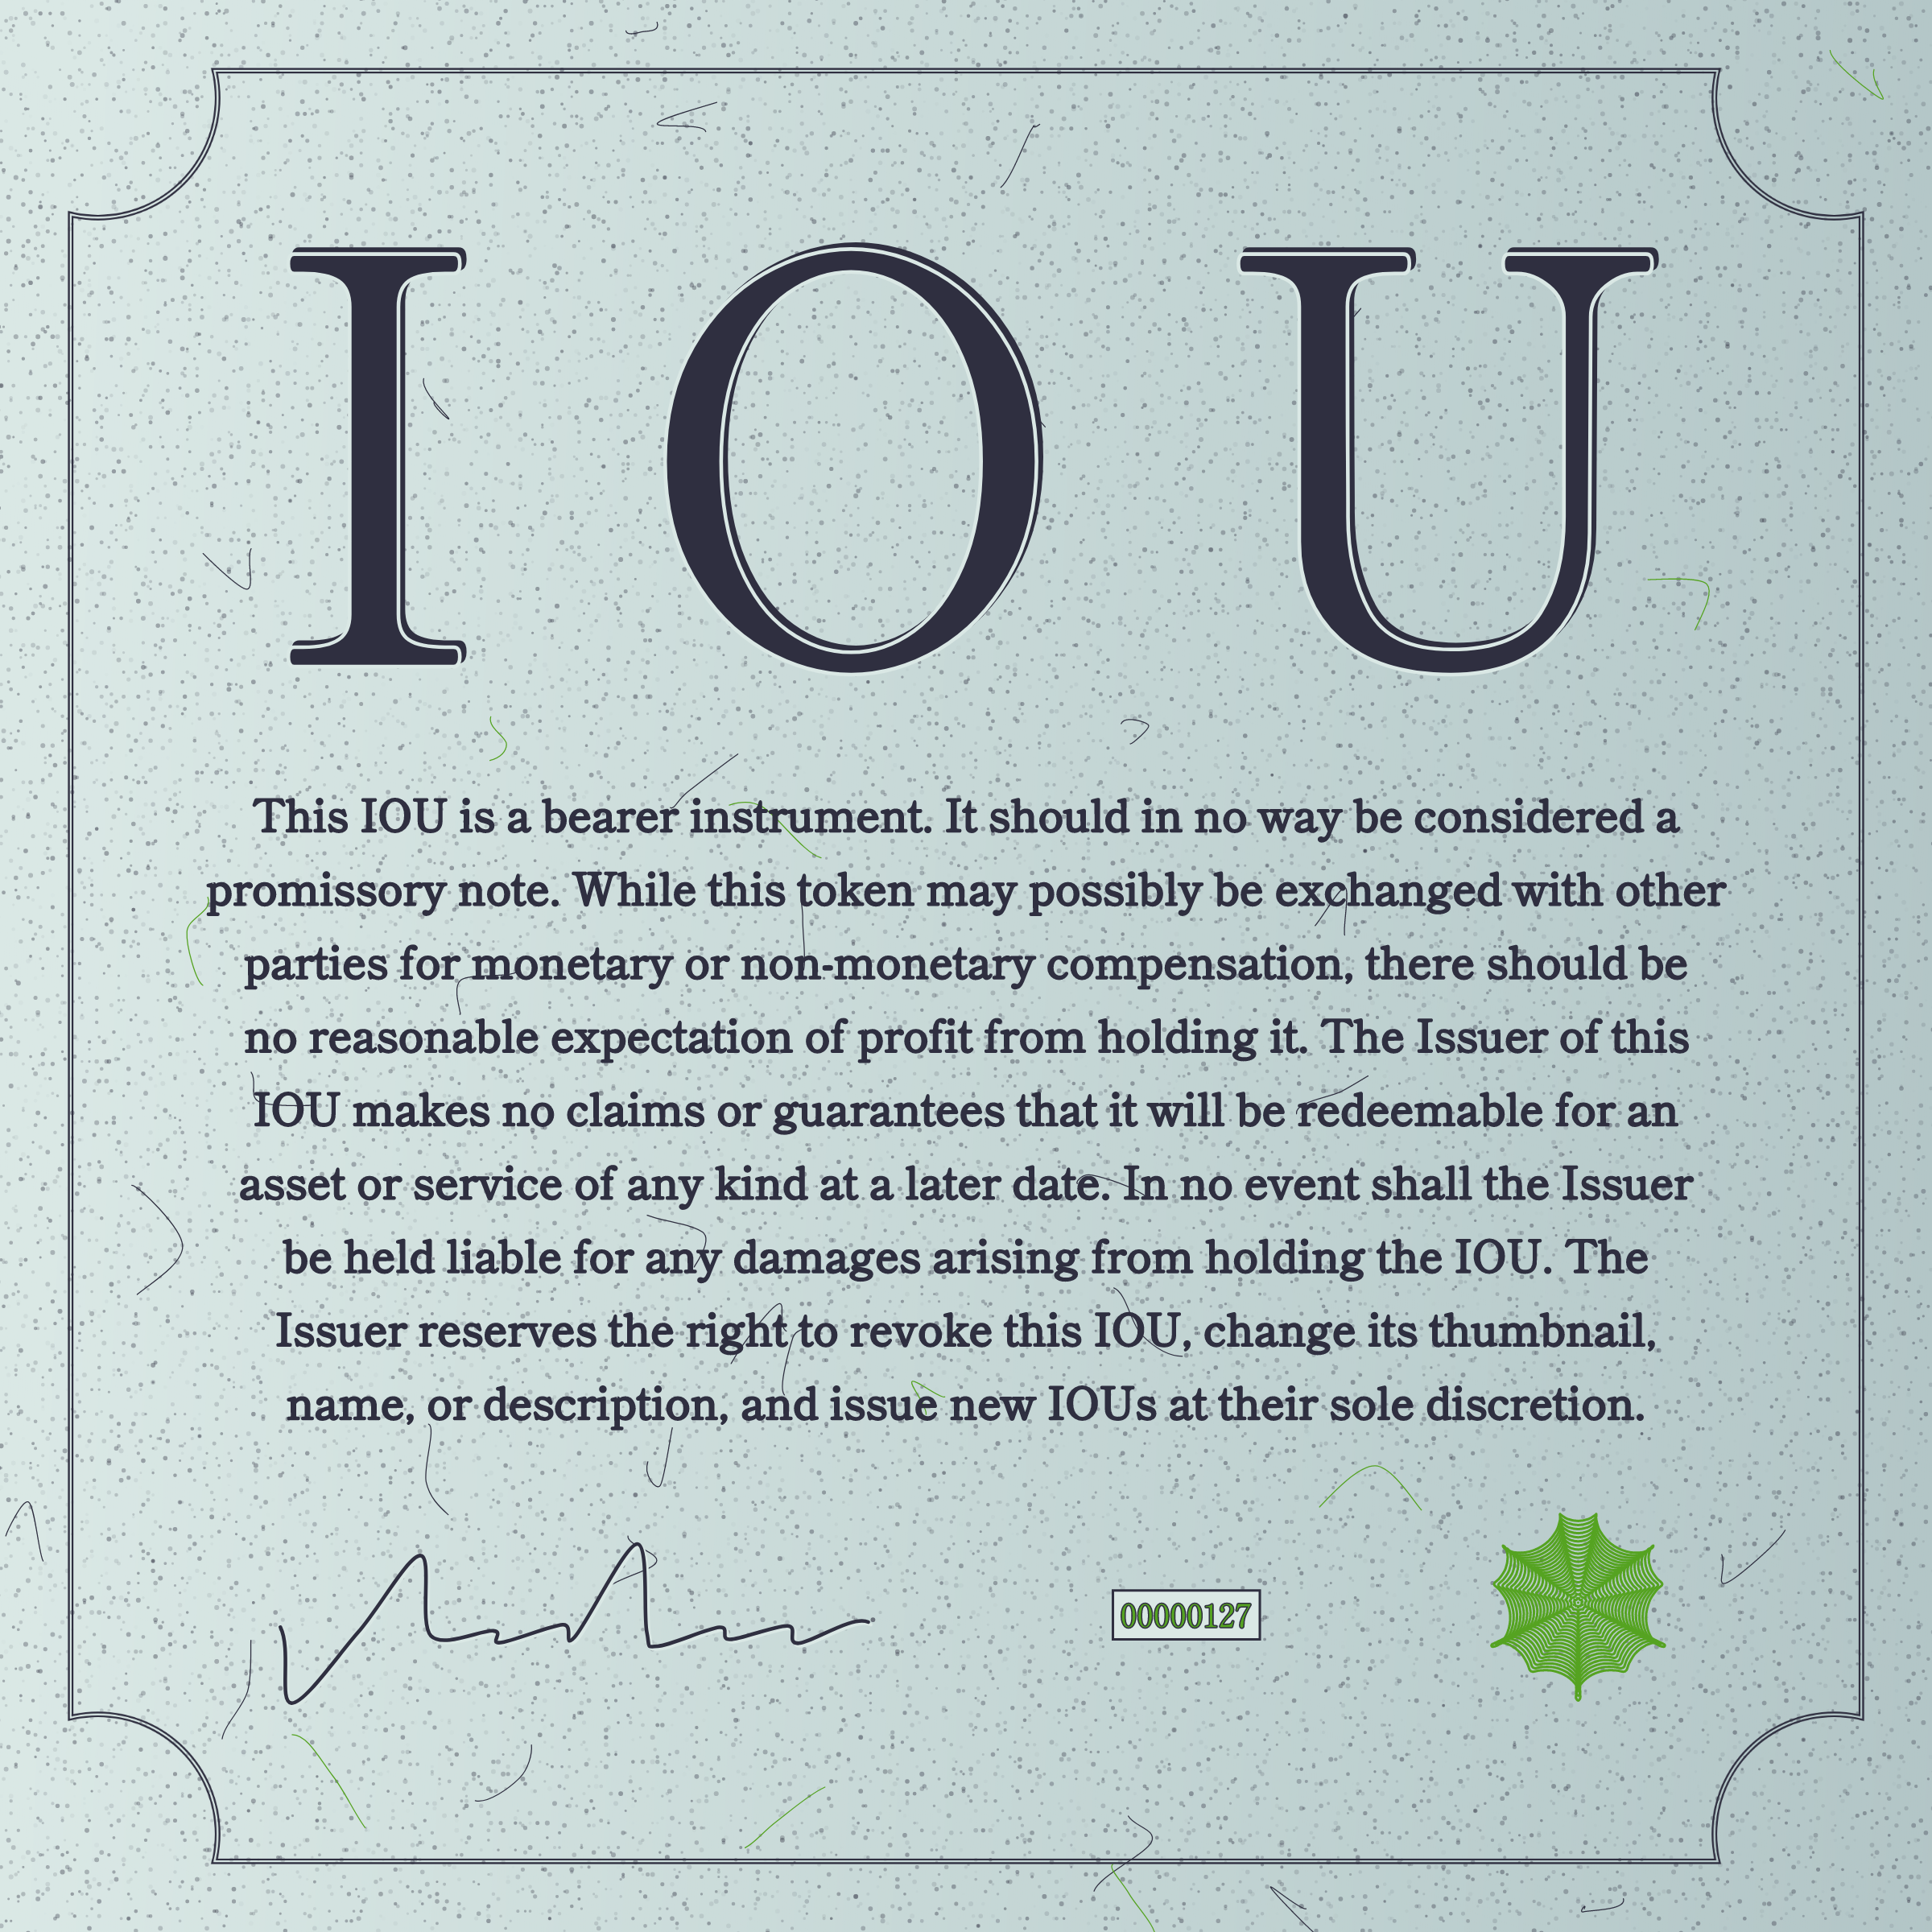 I O U
This IOU is a bearer instrument. It should in no way be considered a
promissory note. While this token may possibly be exchanged with other
parties for monetary or non-monetary compensation, there should be
no reasonable expectation of profit from holding it. The Issuer of this
IOU makes no claims or guarantees that it will be redeemable for an
asset or service of any kind at a later date. In no event shall the Issuer
be held liable for any damages arising from holding the IOU. The
Issuer reserves the right to revoke this IOU, change its thumbnail,
name, or description, and issue new IOUs at their sole discretion.
00000127